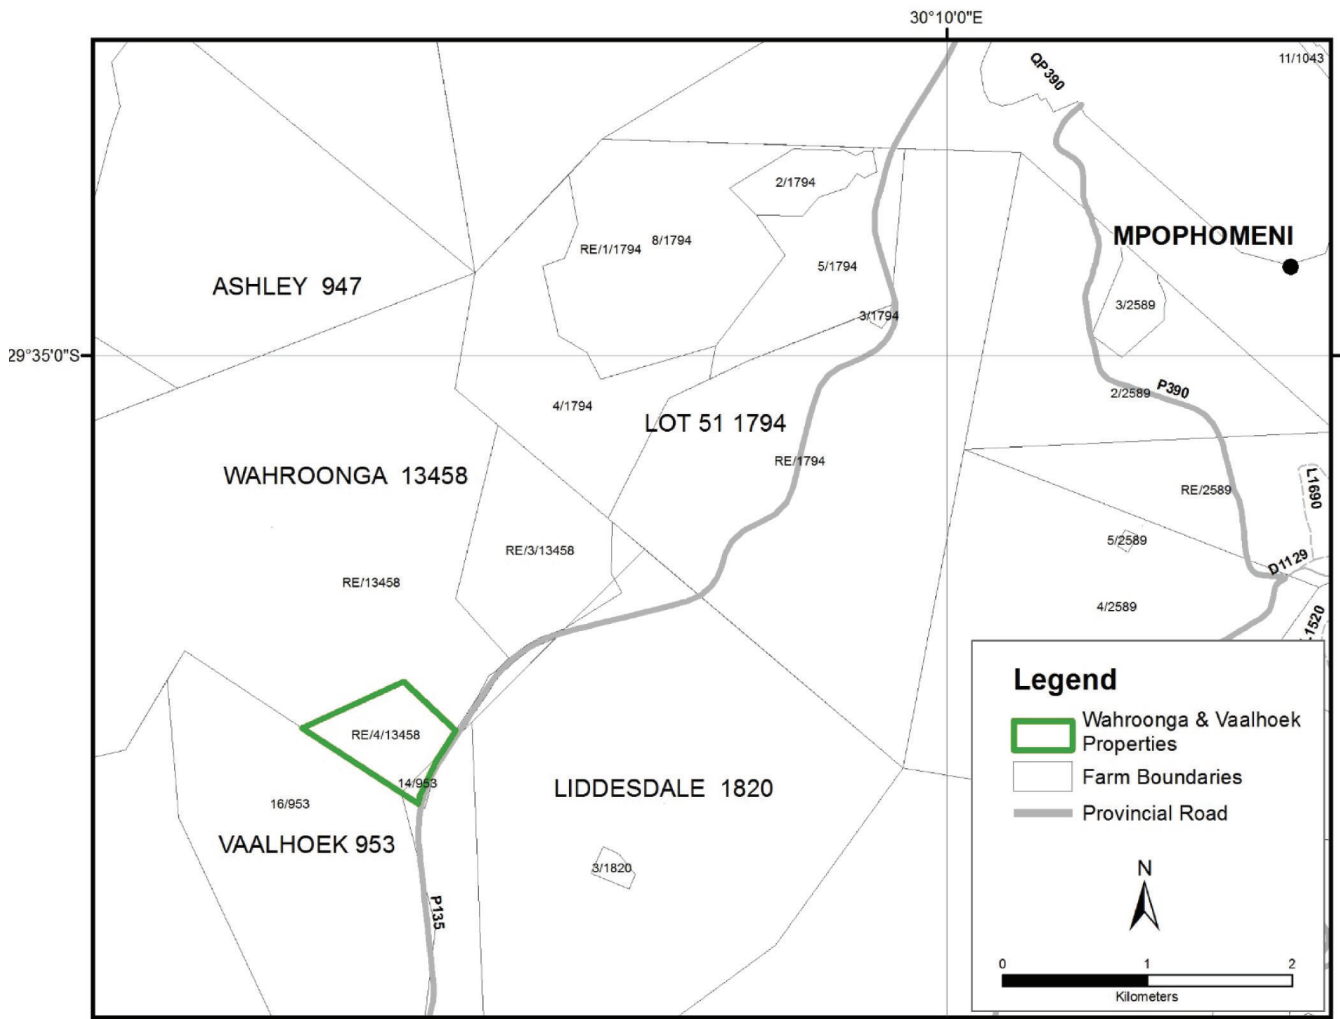 30°10'0"E
QP390
11/1043
2/1794
MPOPHOMENI
RE/1/1794
8/1794
5/1794
ASHLEY 947
3/1794
3/2589
29°35'0"S
P390
2/2589
4/1794
LOT 51 1794
RE/1794
WAHROONGA 13458
RE/2589
L1690
RE/3/13458
5/2589
D1129
RE/13458
4/2589
1520
Legend
Wahroonga & Vaalhoek
Properties
Farm Boundaries
Provincial Road
RE/4/13458
14/953
16/953
LIDDESDALE 1820
VAALHOEK 953
3/1820
P135
N
0 1 2
Kilometers